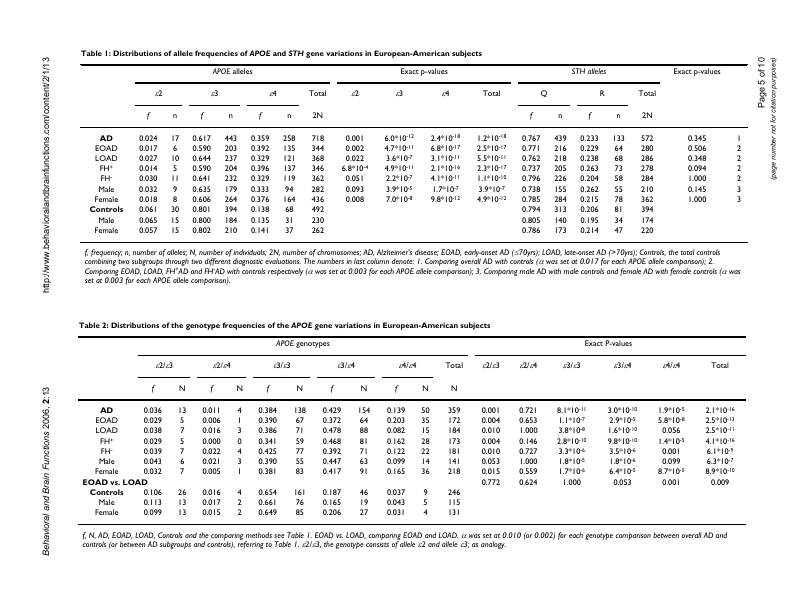 http://www.behavioralandbrainfunctions.com/content/2/1/13
Page 5 of 10
(page number not for citation purposes)
Table 1: Distributions of allele frequencies of APOE and STH gene variations in European-American subjects
APOE alleles Exact p-values STH alleles Exact p-values
ε2 ε3 ε4 Total ε2 ε3 ε4 Total Q R Total
f n f n f n 2N f n f n 2N
AD 0.024 17 0.617 443 0.359 258 718 0.001 6.0*10-12 2.4*10-18 1.2*10-18 0.767 439 0.233 133 572 0.345 1
EOAD 0.017 6 0.590 203 0.392 135 344 0.002 4.7*10-11 6.8*10-17 2.5*10-17 0.771 216 0.229 64 280 0.506 2
LOAD 0.027 10 0.644 237 0.329 121 368 0.022 3.6*10-7 3.1*10-11 5.5*10-11 0.762 218 0.238 68 286 0.348 2
FH+ 0.014 5 0.590 204 0.396 137 346 6.8*10-4 4.9*10-11 2.1*10-16 2.3*10-17 0.737 205 0.263 73 278 0.094 2
FH- 0.030 11 0.641 232 0.329 119 362 0.051 2.2*10-7 4.1*10-11 1.1*10-10 0.796 226 0.204 58 284 1.000 2
Male 0.032 9 0.635 179 0.333 94 282 0.093 3.9*10-5 1.7*10-7 3.9*10-7 0.738 155 0.262 55 210 0.145 3
Female 0.018 8 0.606 264 0.376 164 436 0.008 7.0*10-8 9.8*10-12 4.9*10-12 0.785 284 0.215 78 362 1.000 3
Controls 0.061 30 0.801 394 0.138 68 492 0.794 313 0.206 81 394
Male 0.065 15 0.800 184 0.135 31 230 0.805 140 0.195 34 174
Female 0.057 15 0.802 210 0.141 37 262 0.786 173 0.214 47 220
f, frequency; n, number of alleles; N, number of individuals; 2N, number of chromosomes; AD, Alzheimer's disease; EOAD, early-onset AD (≤70yrs); LOAD, late-onset AD (>70yrs); Controls, the total controls
combining two subgroups through two different diagnostic evaluations. The numbers in last column denote: 1. Comparing overall AD with controls (α was set at 0.017 for each APOE allele comparison); 2.
Comparing EOAD, LOAD, FH+AD and FH-AD with controls respectively (α was set at 0.003 for each APOE allele comparison); 3. Comparing male AD with male controls and female AD with female controls (α was
set at 0.003 for each APOE allele comparison).
Table 2: Distributions of the genotype frequencies of the APOE gene variations in European-American subjects
APOE genotypes Exact P-values
ε2/ε3 ε2/ε4 ε3/ε3 ε3/ε4 ε4/ε4 Total ε2/ε3 ε2/ε4 ε3/ε3 ε3/ε4 ε4/ε4 Total
f N f N f N f N f N N
AD 0.036 13 0.011 4 0.384 138 0.429 154 0.139 50 359 0.001 0.721 8.1*10-11 3.0*10-10 1.9*10-5 2.1*10-16
EOAD 0.029 5 0.006 1 0.390 67 0.372 64 0.203 35 172 0.004 0.653 1.1*10-7 2.9*10-5 5.8*10-8 2.5*10-13
LOAD 0.038 7 0.016 3 0.386 71 0.478 88 0.082 15 184 0.010 1.000 3.8*10-8 1.6*10-10 0.056 2.5*10-11
FH+ 0.029 5 0.000 0 0.341 59 0.468 81 0.162 28 173 0.004 0.146 2.8*10-10 9.8*10-10 1.4*10-5 4.1*10-16
FH- 0.039 7 0.022 4 0.425 77 0.392 71 0.122 22 181 0.010 0.727 3.3*10-6 3.5*10-6 0.001 6.1*10-9
Male 0.043 6 0.021 3 0.390 55 0.447 63 0.099 14 141 0.053 1.000 1.8*10-5 1.8*10-6 0.099 6.3*10-7
Female 0.032 7 0.005 1 0.381 83 0.417 91 0.165 36 218 0.015 0.559 1.7*10-6 6.4*10-5 8.7*10-5 8.9*10-10
EOAD vs. LOAD 0.772 0.624 1.000 0.053 0.001 0.009
Controls 0.106 26 0.016 4 0.654 161 0.187 46 0.037 9 246
Male 0.113 13 0.017 2 0.661 76 0.165 19 0.043 5 115
Female 0.099 13 0.015 2 0.649 85 0.206 27 0.031 4 131
f, N, AD, EOAD, LOAD, Controls and the comparing methods see Table 1. EOAD vs. LOAD, comparing EOAD and LOAD. α was set at 0.010 (or 0.002) for each genotype comparison between overall AD and
controls (or between AD subgroups and controls), referring to Table 1. ε2/ε3, the genotype consists of allele ε2 and allele ε3; as analogy.
Behavioral and Brain Functions 2006, 2:13